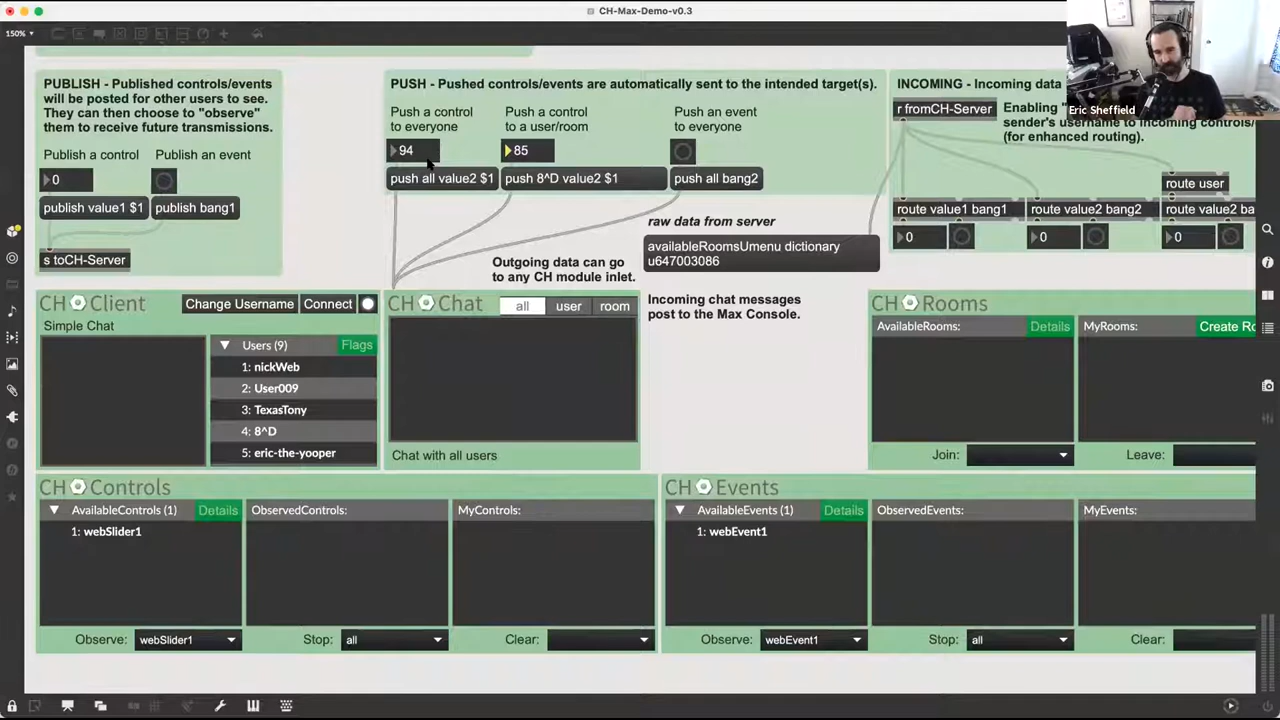 CH-Max-Demo-v0.3
150%
Eric Sheffield
PUBLISH - Published controls/events
will be posted for other users to see.
They can then choose to "observe"
them to receive future transmissions.
Publish a control
Publish an event
0
publish value1 $1
publish bang1
s toCH-Server
PUSH - Pushed controls/events are automatically sent to the intended target(s).
Push a control
to everyone
Push a control
to a user/room
Push an event
to everyone
94
85
push all value2 $1
push 8^D value2 $1
push all bang2
raw data from server
availableRoomsUmenu dictionary
u647003086
Outgoing data can go
to any CH module inlet.
INCOMING - Incoming data
r fromCH-Server
Enabling
sender's username to incoming controls/
(for enhanced routing).
route user
route value1 bang1
route value2 bang2
route value2 ba
0
0
0
CH Client
Change Username
Connect
Simple Chat
Users (9)
Flags
1: nickWeb
2: User009
3: TexasTony
4: 8^D
5: eric-the-yooper
CH Chat
all
user
room
Chat with all users
Incoming chat messages
post to the Max Console.
CH Rooms
AvailableRooms:
Details
MyRooms:
Create Ro
Join:
Leave:
CH Controls
AvailableControls (1)
Details
ObservedControls:
MyControls:
1: webSlider1
Observe:
webSlider1
Stop:
all
Clear:
CH Events
AvailableEvents (1)
Details
ObservedEvents:
MyEvents:
1: webEvent1
Observe:
webEvent1
Stop:
all
Clear: